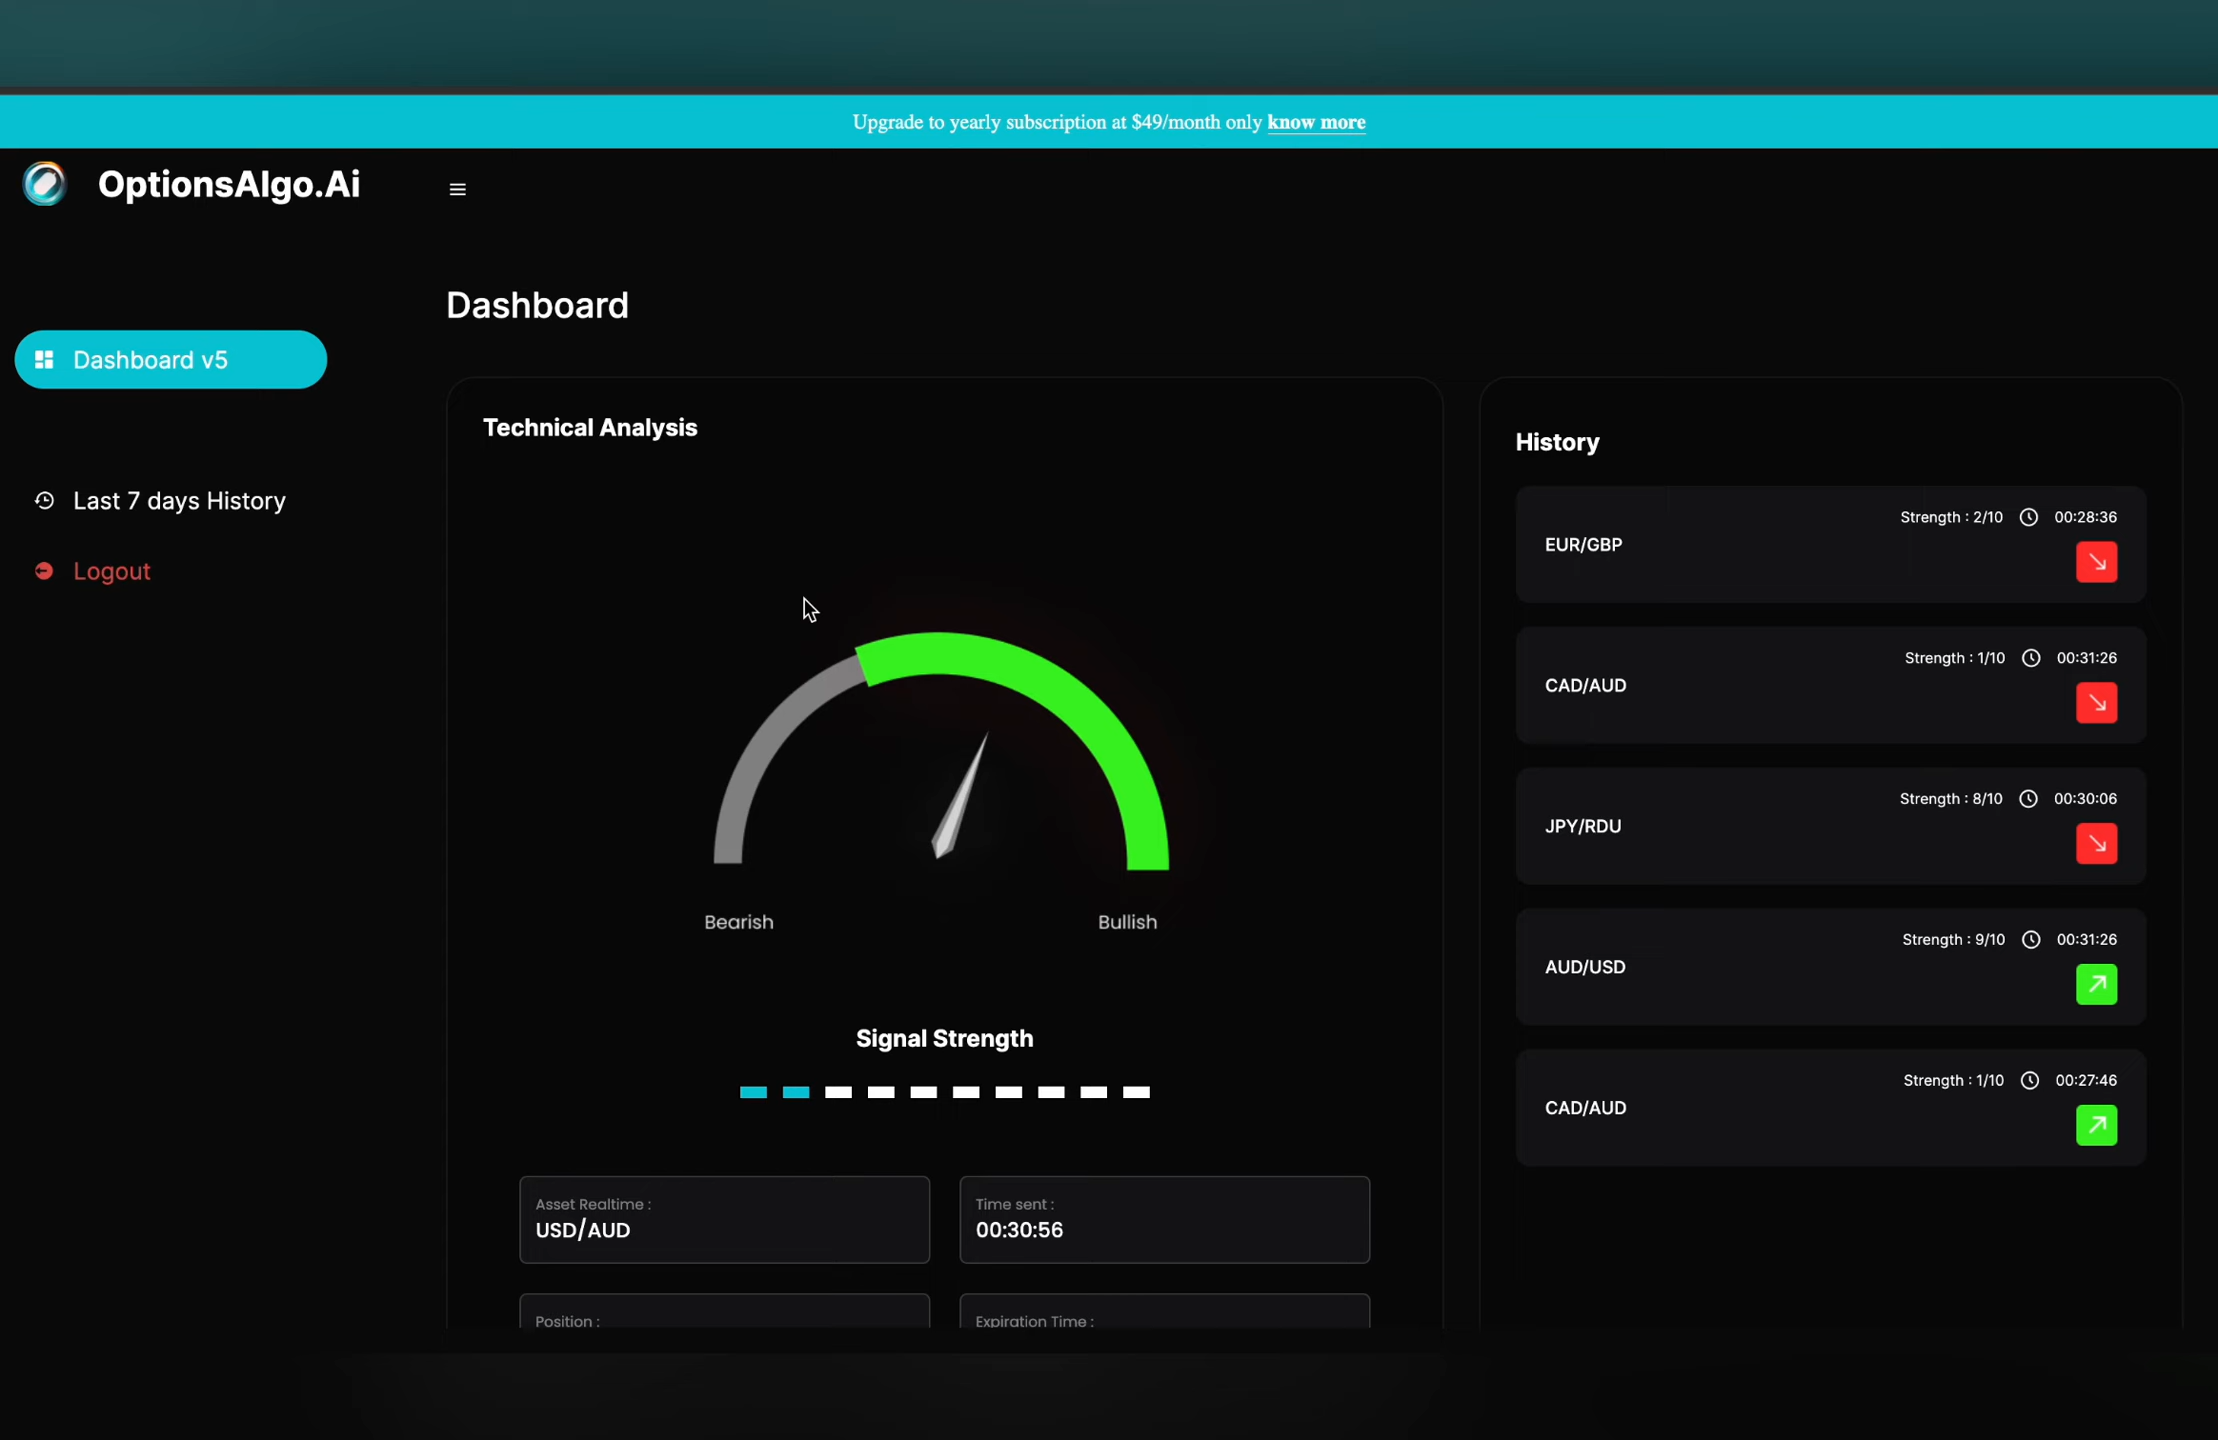 Upgrade to yearly subscription at $49/month only know more
OptionsAlgo.Ai
Dashboard
Dashboard v5
Last 7 days History
Logout
Technical Analysis
Bearish
Bullish
Signal Strength
Asset Realtime :
USD/AUD
Time sent :
00:30:56
Position :
Expiration Time :
History
Strength : 2/10 00:28:36
EUR/GBP
Strength : 1/10 00:31:26
CAD/AUD
Strength : 8/10 00:30:06
JPY/RDU
Strength : 9/10 00:31:26
AUD/USD
Strength : 1/10 00:27:46
CAD/AUD